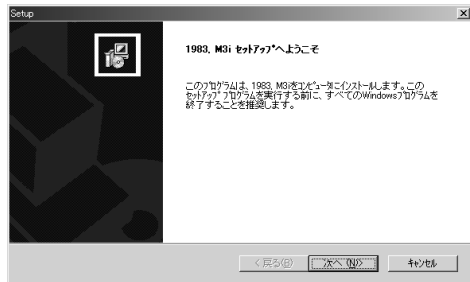 Setup
1983, M3i ｾｯﾄｱｯﾌﾟへようこそ
このﾌﾟﾛｸﾞﾗﾑは、1983, M3iをｺﾝﾋﾟｭｰﾀにｲﾝｽﾄｰﾙします。この
ｾｯﾄｱｯﾌﾟﾌﾟﾛｸﾞﾗﾑを実行する前に、すべてのWindowsﾌﾟﾛｸﾞﾗﾑを
終了することを推奨します。
< 戻る(B) 次へ (N)> ｷｬﾝｾﾙ